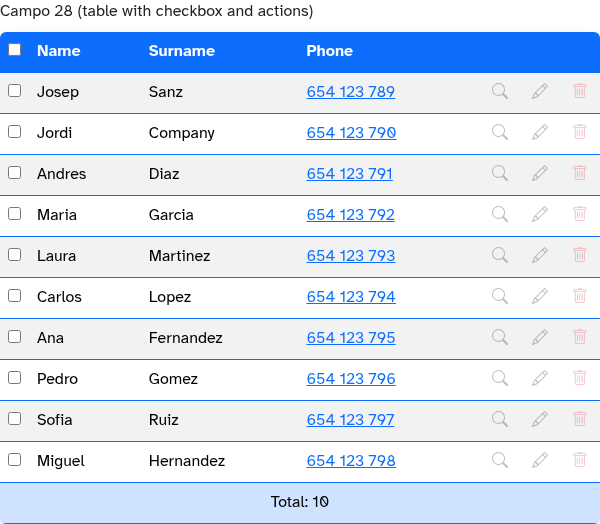 Campo 28 (table with checkbox and actions)
Name Surname Phone
Josep Sanz 654 123 789
Jordi Company 654 123 790
Andres Diaz 654 123 791
Maria Garcia 654 123 792
Laura Martinez 654 123 793
Carlos Lopez 654 123 794
Ana Fernandez 654 123 795
Pedro Gomez 654 123 796
Sofia Ruiz 654 123 797
Miguel Hernandez 654 123 798
Total: 10